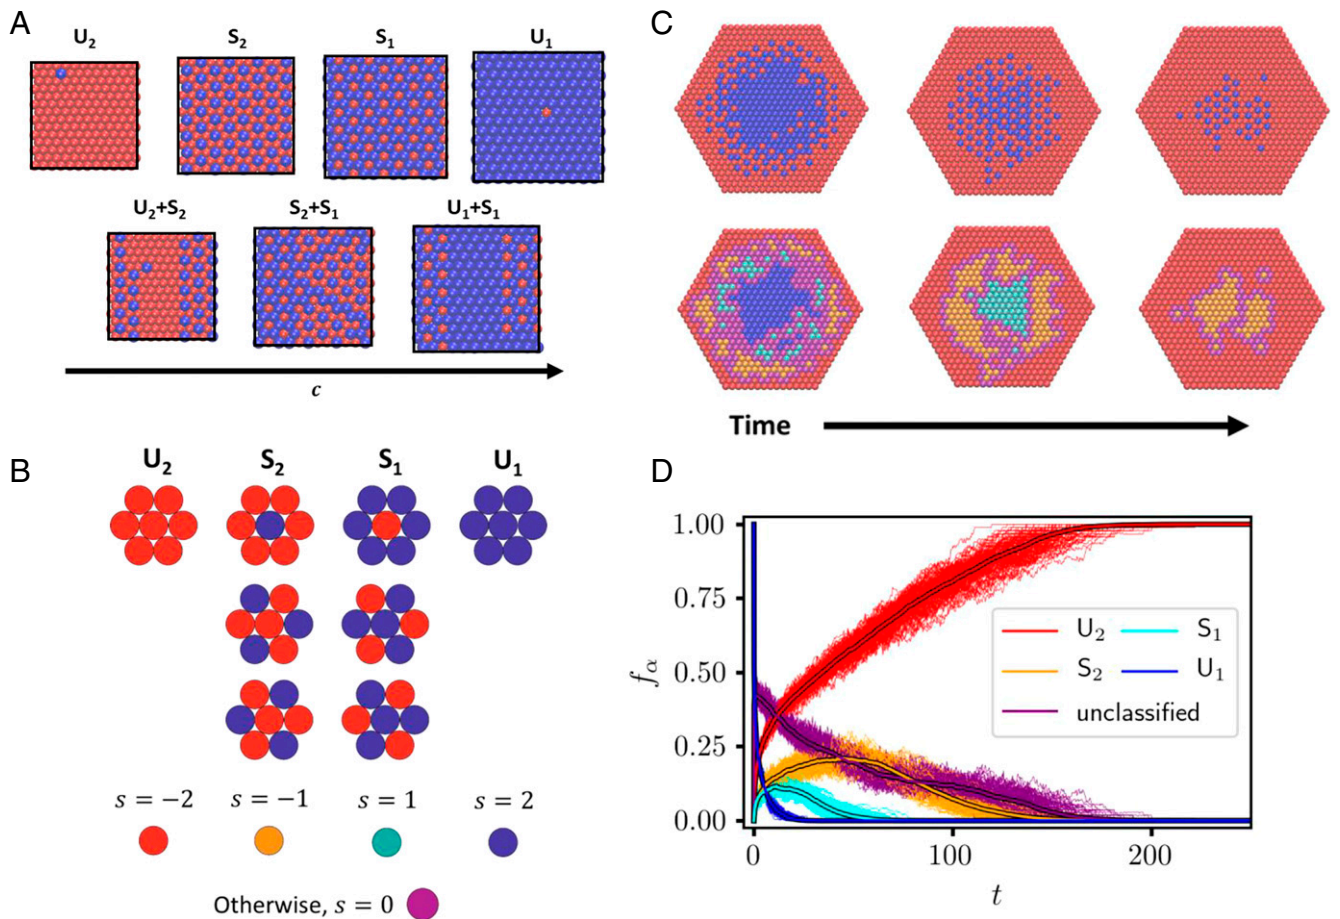 A
U₂
S₂
S₁
U₁
U₂+S₂
S₂+S₁
U₁+S₁
c
B
U₂
S₂
S₁
U₁
s = −2
s = −1
s = 1
s = 2
Otherwise, s = 0
C
Time
D
1.00
0.75
0.50
0.25
0.00
fα
0
100
200
t
U₂
S₁
S₂
U₁
unclassified